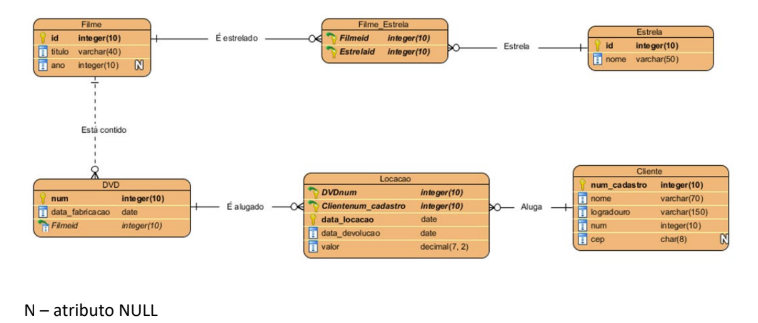 Filme
id integer(10)
titulo varchar(40)
ano integer(10) N
É estrelado
Filme_Estrela
Filmeid integer(10)
Estrelaid integer(10)
Estrela
Estrela
id integer(10)
nome varchar(50)
Está contido
DVD
num integer(10)
data_fabricacao date
Filmeid integer(10)
É alugado
Locacao
DVDnum integer(10)
Clientenum_cadastro integer(10)
data_locacao date
data_devolucao date
valor decimal(7, 2)
Aluga
Cliente
num_cadastro integer(10)
nome varchar(70)
logradouro varchar(150)
num integer(10)
cep char(8) N
N – atributo NULL